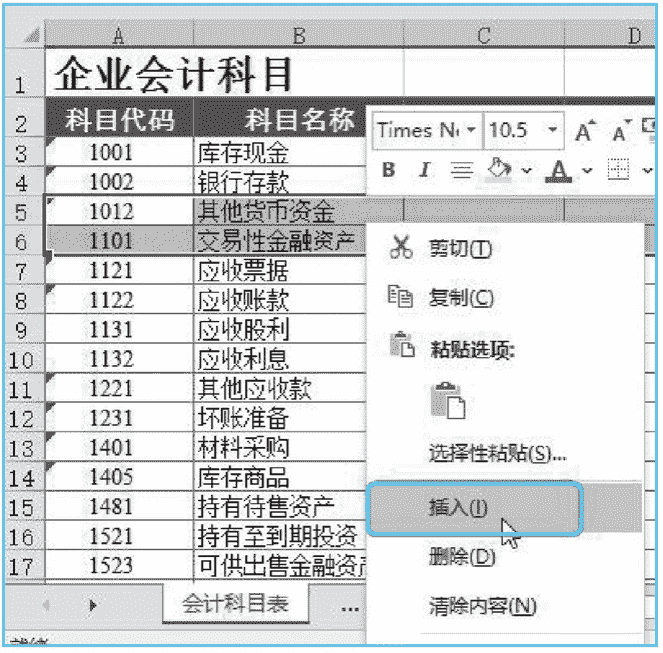 A B C D
1 企业会计科目
2 科目代码 科目名称
Times N 10.5 A A
B I A
3 1001 库存现金
4 1002 银行存款
5 1012 其他货币资金
6 1101 交易性金融资产
7 1121 应收票据
8 1122 应收账款
9 1131 应收股利
10 1132 应收利息
11 1221 其他应收款
12 1231 坏账准备
13 1401 材料采购
14 1405 库存商品
15 1481 持有待售资产
16 1521 持有至到期投资
17 1523 可供出售金融资产
剪切(T)
复制(C)
粘贴选项:
选择性粘贴(S)...
插入(I)
删除(D)
清除内容(N)
会计科目表 ...
就绪